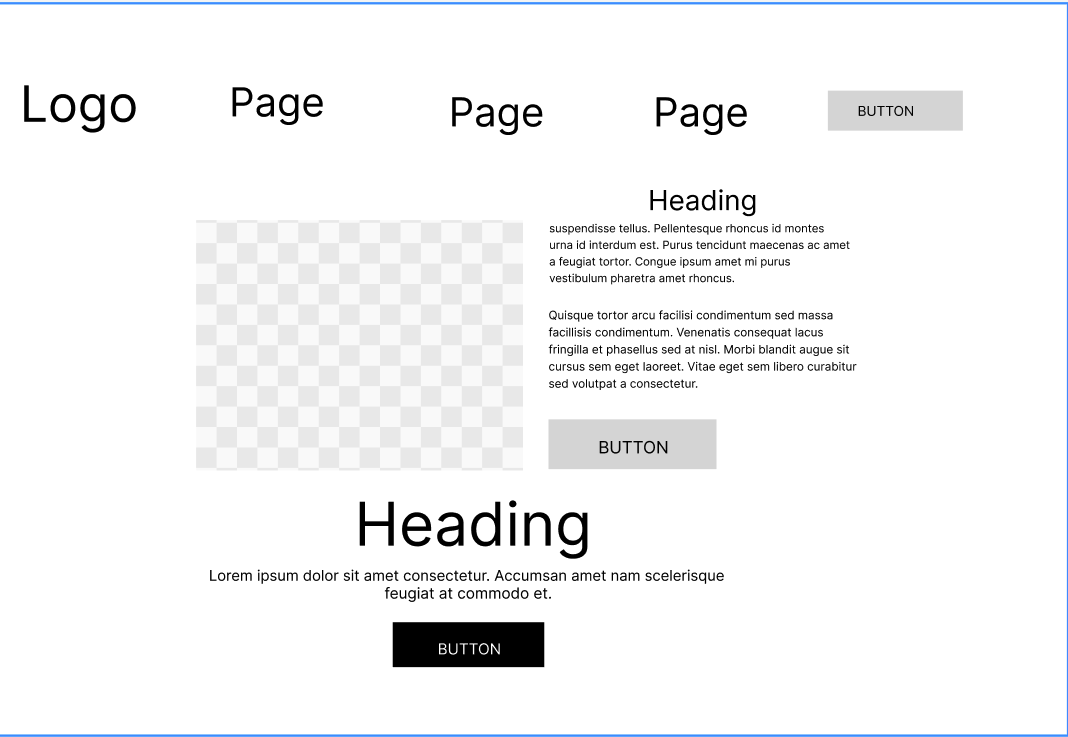 Logo
Page
Page
Page
BUTTON
Heading
suspendisse tellus. Pellentesque rhoncus id montes
urna id interdum est. Purus tencidunt maecenas ac amet
a feugiat tortor. Congue ipsum amet mi purus
vestibulum pharetra amet rhoncus.
Quisque tortor arcu facilisi condimentum sed massa
facillisis condimentum. Venenatis consequat lacus
fringilla et phasellus sed at nisl. Morbi blandit augue sit
cursus sem eget laoreet. Vitae eget sem libero curabitur
sed volutpat a consectetur.
BUTTON
Heading
Lorem ipsum dolor sit amet consectetur. Accumsan amet nam scelerisque
feugiat at commodo et.
BUTTON